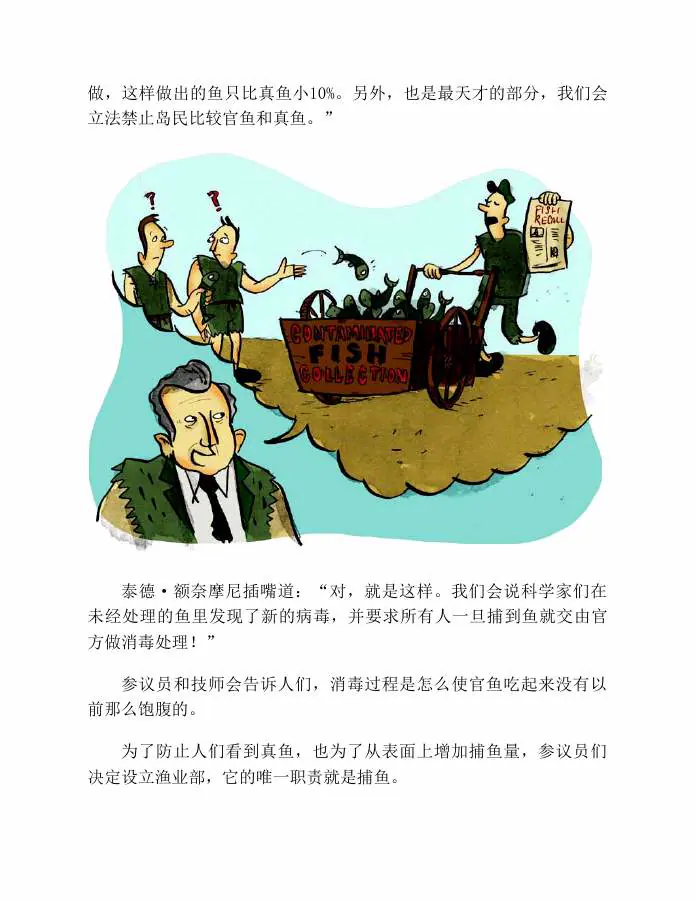 做，这样做出的鱼只比真鱼小10%。另外，也是最天才的部分，我们会
立法禁止岛民比较官鱼和真鱼。”
?
?
FISH
RECALL
CONTAMINATED
FISH
COLLECTION
泰德·额奈摩尼插嘴道：“对，就是这样。我们会说科学家们在
未经处理的鱼里发现了新的病毒，并要求所有人一旦捕到鱼就交由官
方做消毒处理！”
参议员和技师会告诉人们，消毒过程是怎么使官鱼吃起来没有以
前那么饱腹的。
为了防止人们看到真鱼，也为了从表面上增加捕鱼量，参议员们
决定设立渔业部，它的唯一职责就是捕鱼。